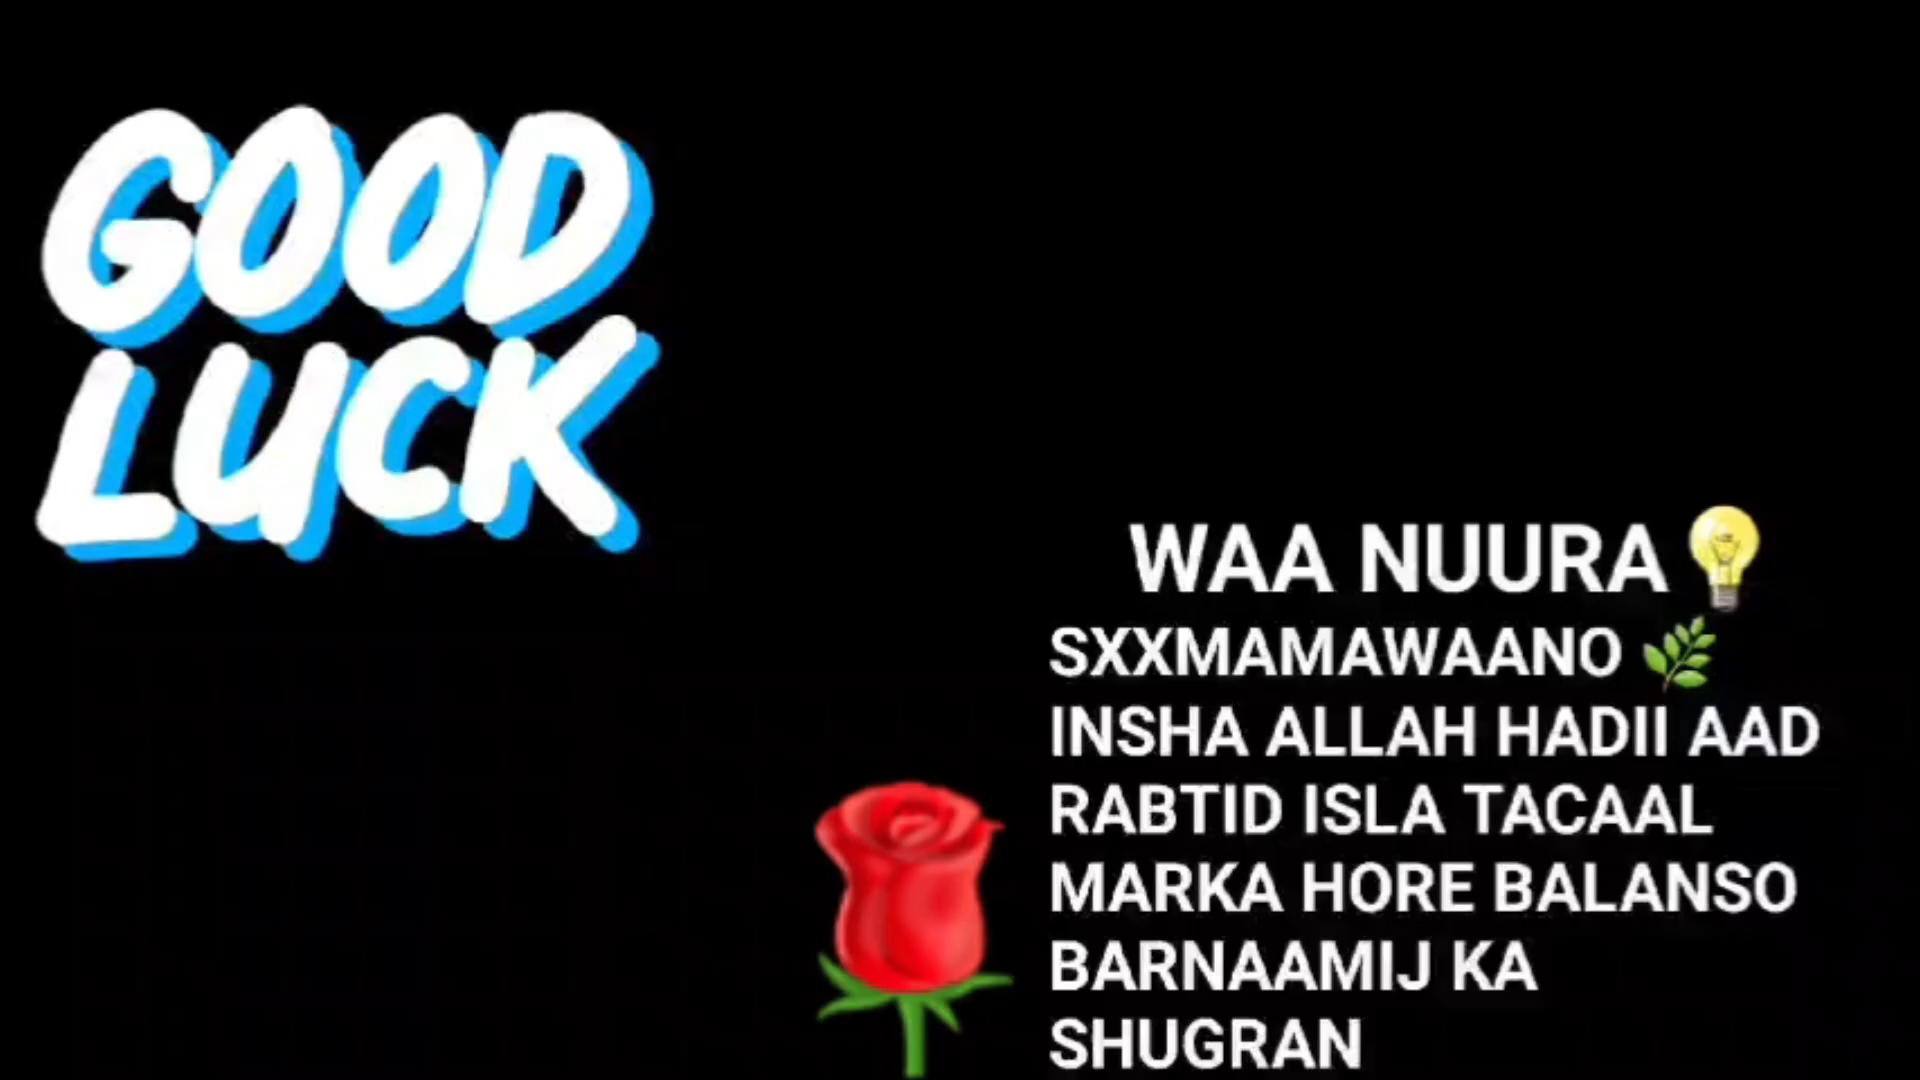 GOOD
LUCK
WAA NUURA💡
SXXMAMAWAANO 🌿
INSHA ALLAH HADII AAD
RABTID ISLA TACAAL
MARKA HORE BALANSO
BARNAAMIJ KA
SHUGRAN